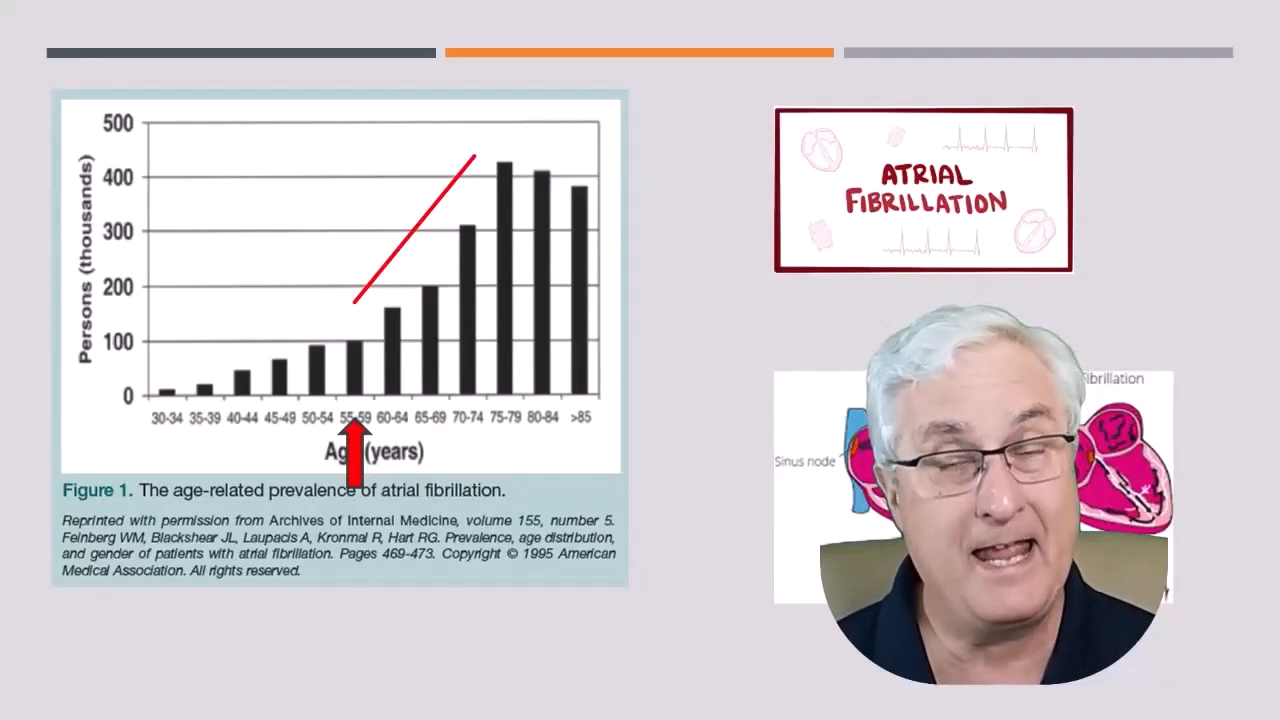 500
400
300
200
100
0
Persons (thousands)
30-34 35-39 40-44 45-49 50-54 55-59 60-64 65-69 70-74 75-79 80-84 >85
Age (years)
Figure 1. The age-related prevalence of atrial fibrillation.
Reprinted with permission from Archives of Internal Medicine, volume 155, number 5.
Feinberg WM, Blackshear JL, Laupacis A, Kronmal R, Hart RG. Prevalence, age distribution,
and gender of patients with atrial fibrillation. Pages 469-473. Copyright © 1995 American
Medical Association. All rights reserved.
ATRIAL
FIBRILLATION
Fibrillation
Sinus node